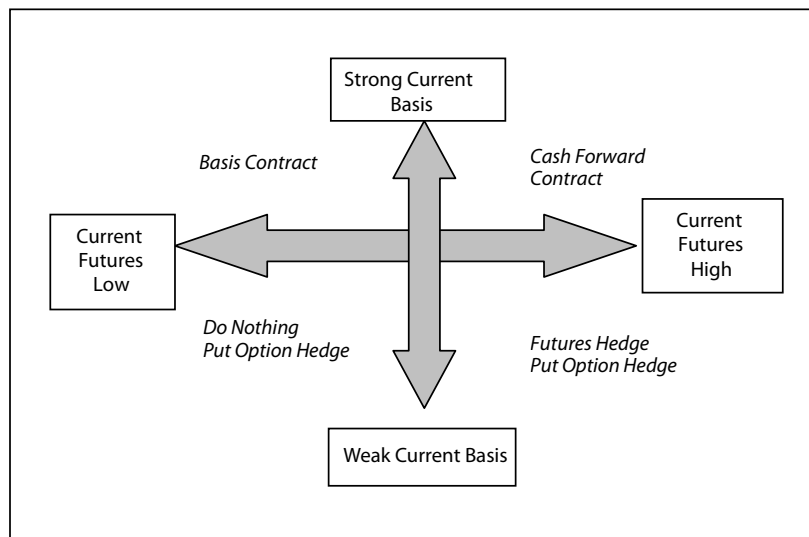 Strong Current
Basis
Basis Contract
Cash Forward
Contract
Current
Futures
Low
Current
Futures
High
Do Nothing
Put Option Hedge
Futures Hedge
Put Option Hedge
Weak Current Basis